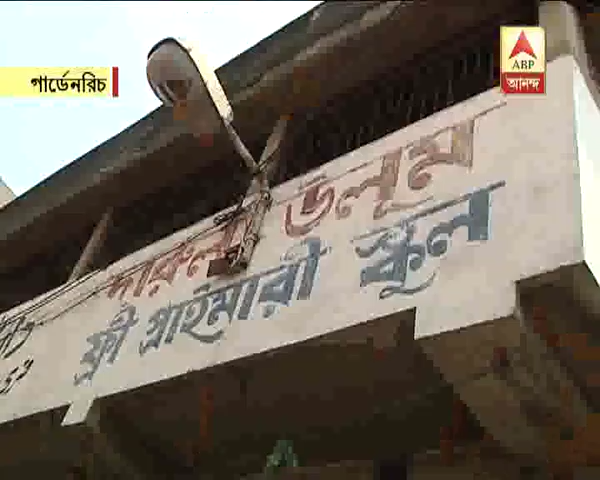 গার্ডেনরিচ
ABP
আনন্দ
দারুল উলূম
ফ্রী প্রাইমারী স্কুল